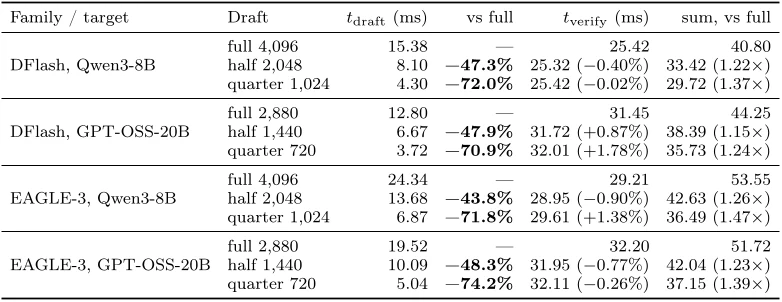 Family / target Draft t_draft (ms) vs full t_verify (ms) sum, vs full
full 4,096 15.38 — 25.42 40.80
DFlash, Qwen3-8B half 2,048 8.10 −47.3% 25.32 (−0.40%) 33.42 (1.22×)
quarter 1,024 4.30 −72.0% 25.42 (−0.02%) 29.72 (1.37×)
full 2,880 12.80 — 31.45 44.25
DFlash, GPT-OSS-20B half 1,440 6.67 −47.9% 31.72 (+0.87%) 38.39 (1.15×)
quarter 720 3.72 −70.9% 32.01 (+1.78%) 35.73 (1.24×)
full 4,096 24.34 — 29.21 53.55
EAGLE-3, Qwen3-8B half 2,048 13.68 −43.8% 28.95 (−0.90%) 42.63 (1.26×)
quarter 1,024 6.87 −71.8% 29.61 (+1.38%) 36.49 (1.47×)
full 2,880 19.52 — 32.20 51.72
EAGLE-3, GPT-OSS-20B half 1,440 10.09 −48.3% 31.95 (−0.77%) 42.04 (1.23×)
quarter 720 5.04 −74.2% 32.11 (−0.26%) 37.15 (1.39×)